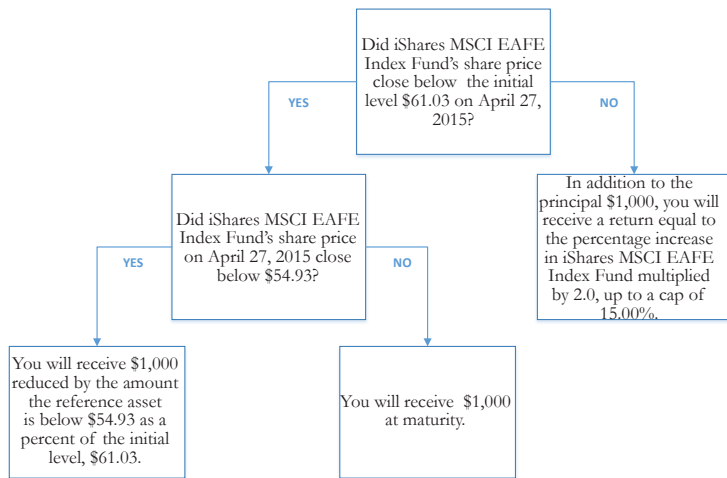 Did iShares MSCI EAFE
Index Fund's share price
close below the initial
level $61.03 on April 27,
2015?
YES
NO
Did iShares MSCI EAFE
Index Fund's share price
on April 27, 2015 close
below $54.93?
In addition to the
principal $1,000, you will
receive a return equal to
the percentage increase
in iShares MSCI EAFE
Index Fund multiplied
by 2.0, up to a cap of
15.00%.
YES
NO
You will receive $1,000
reduced by the amount
the reference asset
is below $54.93 as a
percent of the initial
level, $61.03.
You will receive $1,000
at maturity.